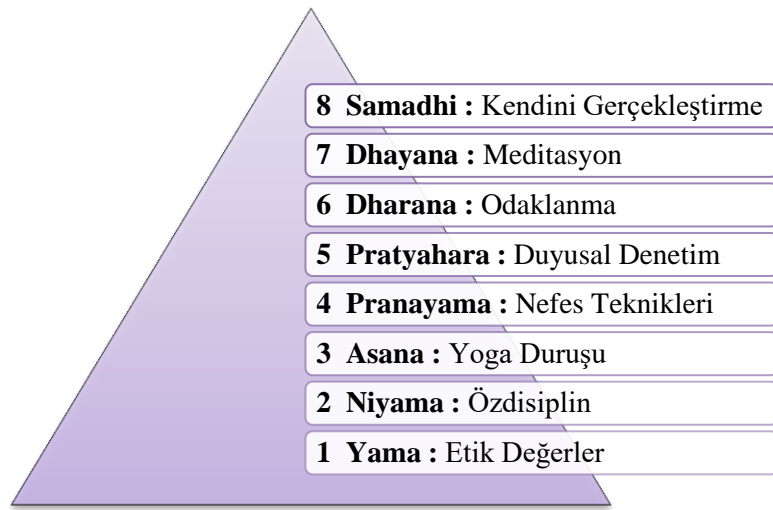 8 Samadhi : Kendini Gerçekleştirme
7 Dhayana : Meditasyon
6 Dharana : Odaklanma
5 Pratyahara : Duyusal Denetim
4 Pranayama : Nefes Teknikleri
3 Asana : Yoga Duruşu
2 Niyama : Özdisiplin
1 Yama : Etik Değerler